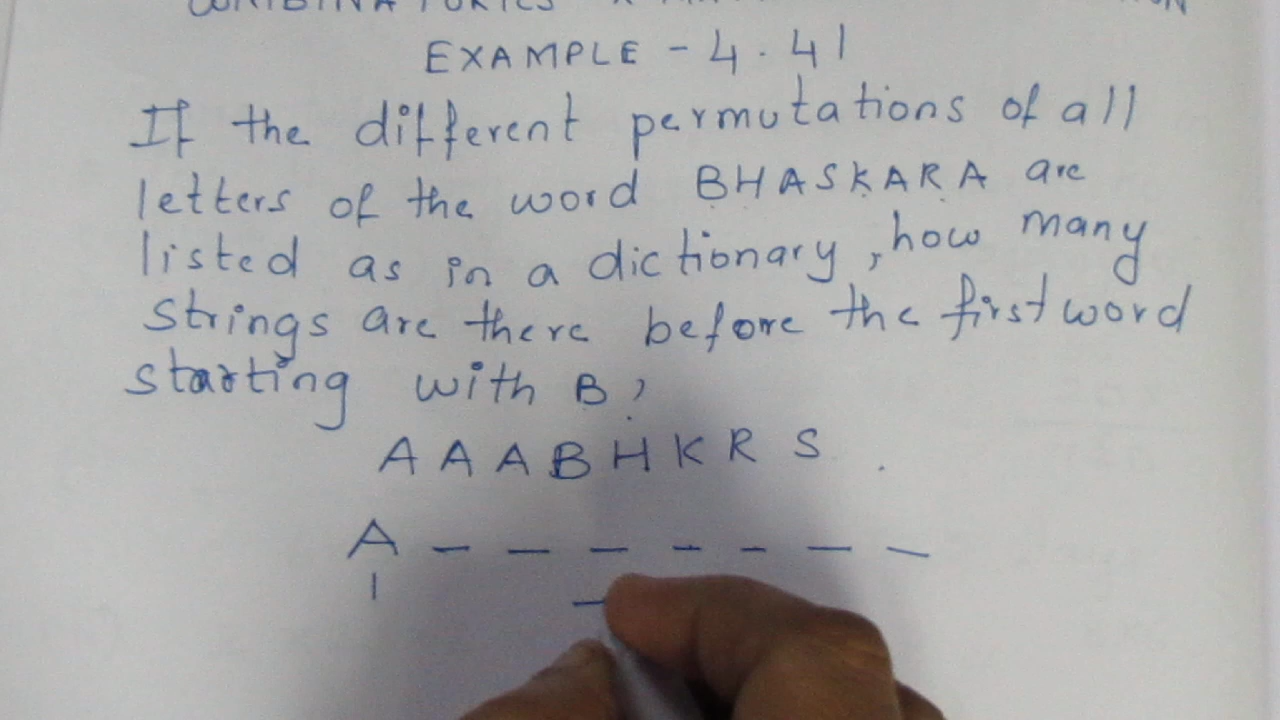 EXAMPLE - 4.41
If the different permutations of all
letters of the word BHASKARA are
listed as in a dictionary, how many
strings are there before the first word
starting with B?
A A A B H K R S .
A _ _ _ _ _ _ _
1